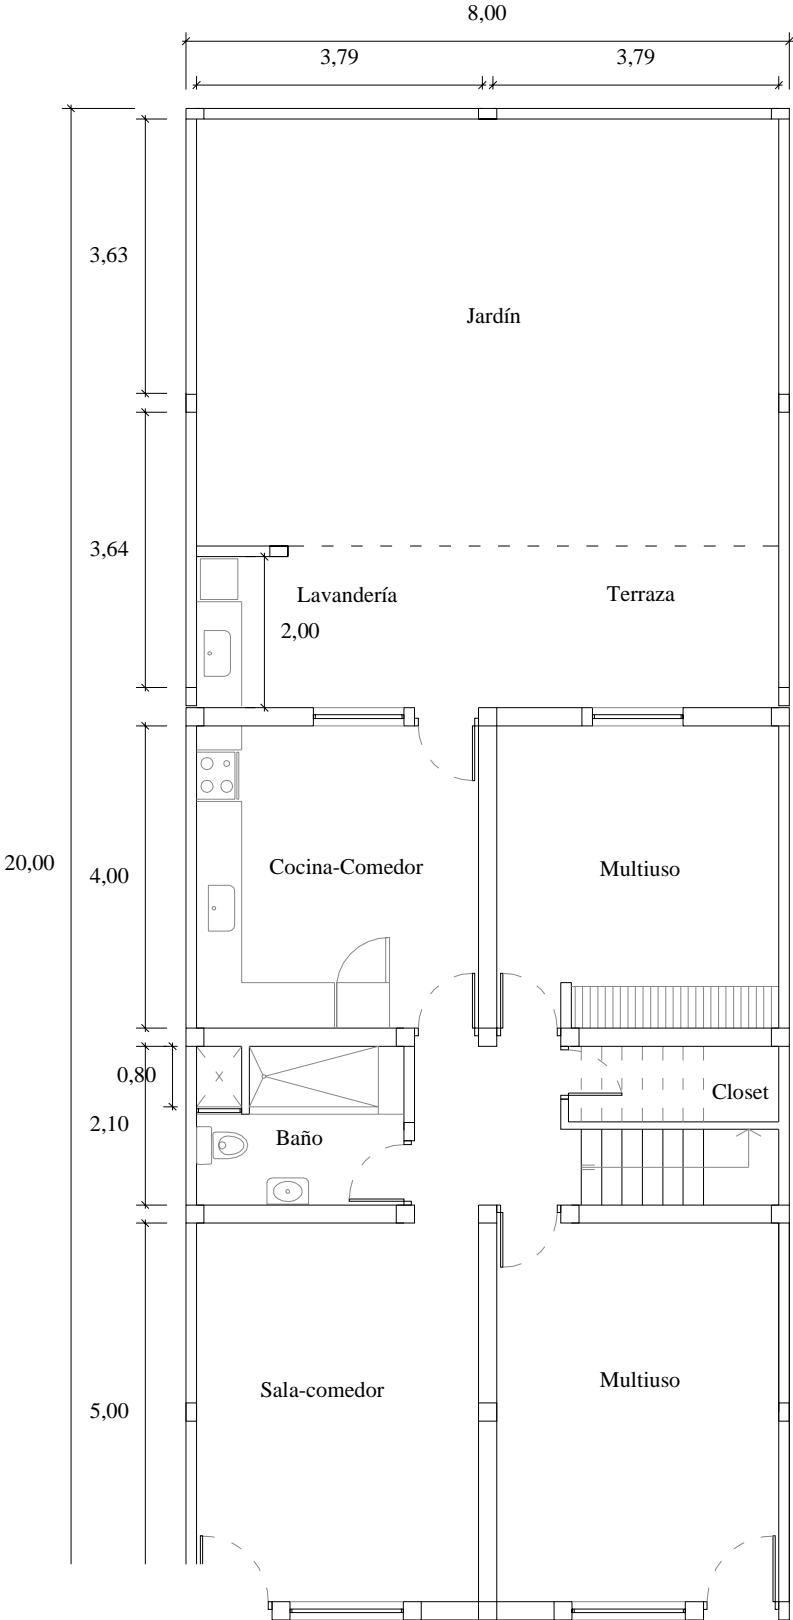 8,00
3,79 3,79
3,63
Jardín
3,64
Lavandería Terraza
2,00
20,00
4,00
Cocina-Comedor Multiuso
0,80
Closet
2,10
Baño
Sala-comedor Multiuso
5,00